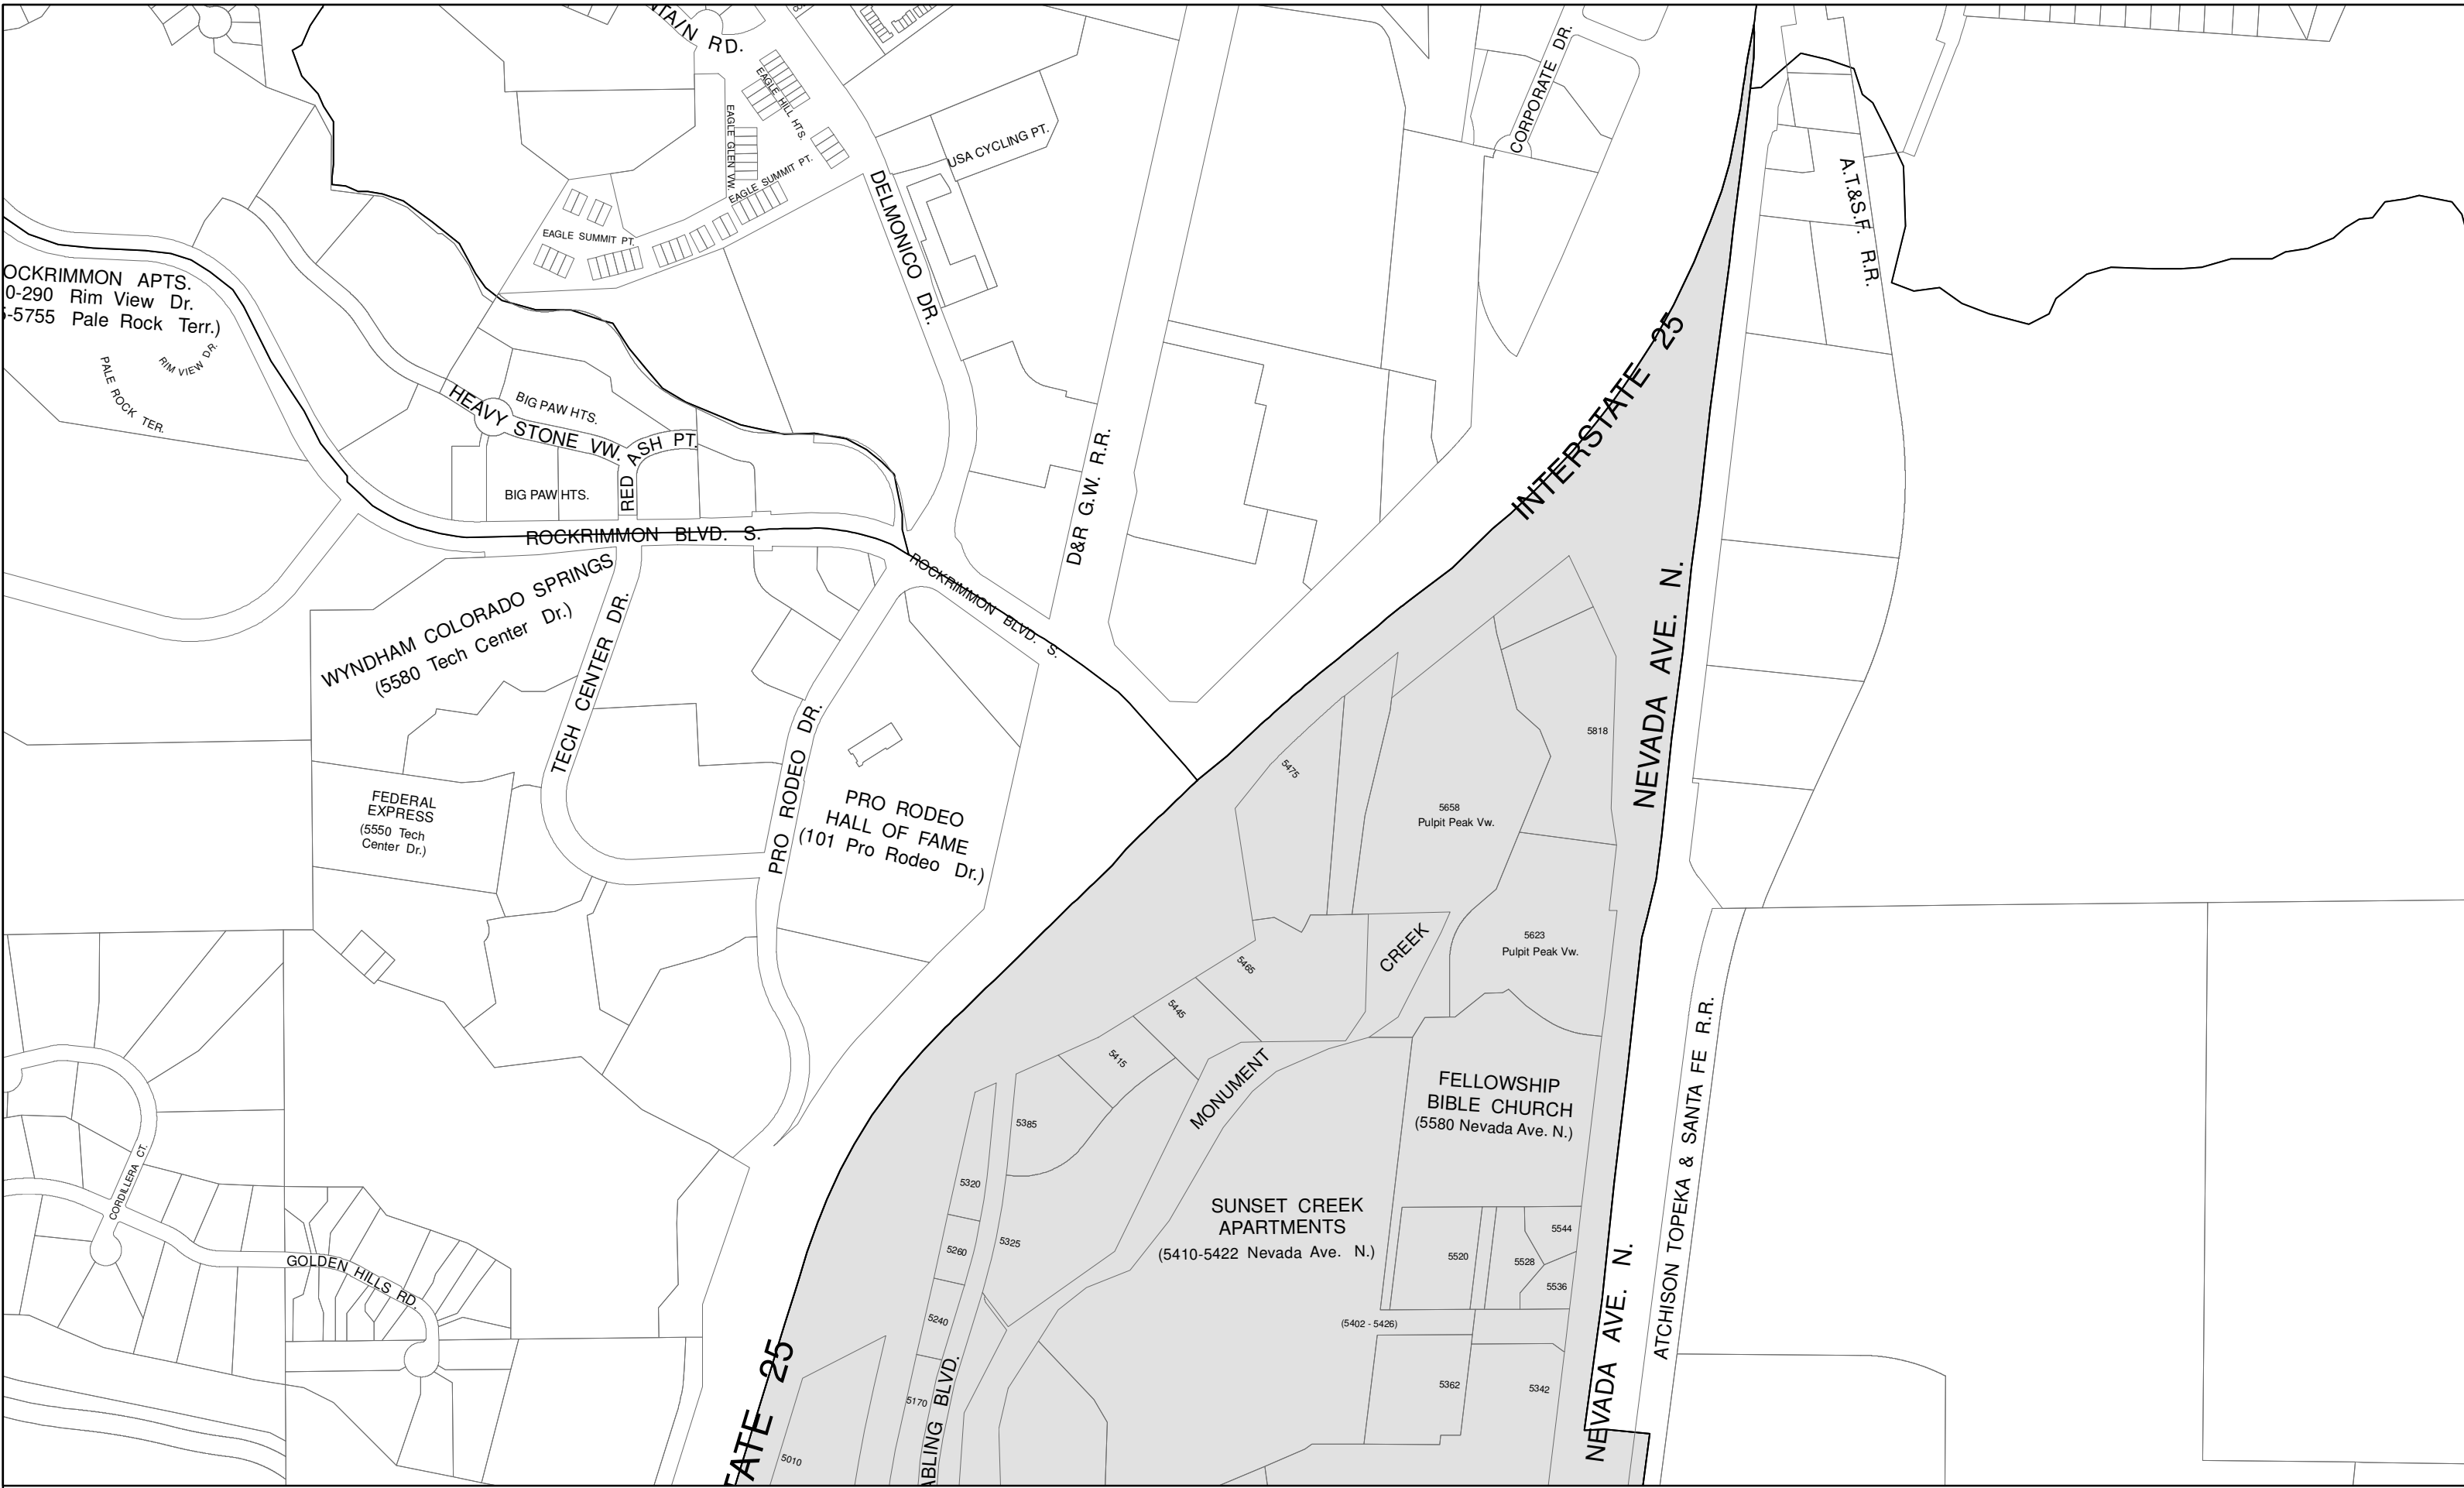 NTAIN RD.
CORPORATE DR.
EAGLE HILL HTS.
EAGLE GLEN VW.
USA CYCLING PT.
EAGLE SUMMIT PT.
A.T.&S.F. R.R.
DELMONICO DR.
EAGLE SUMMIT PT.
OCKRIMMON APTS.
0-290 Rim View Dr.
5-5755 Pale Rock Terr.)
RIM VIEW DR.
PALE ROCK TER.
INTERSTATE 25
BIG PAW HTS.
HEAVY STONE VW.
RED ASH PT.
BIG PAW HTS.
D&R G.W. R.R.
ROCKRIMMON BLVD. S.
ROCKRIMMON BLVD. S.
WYNDHAM COLORADO SPRINGS
(5580 Tech Center Dr.)
TECH CENTER DR.
NEVADA AVE. N.
PRO RODEO DR.
5818
5475
FEDERAL
EXPRESS
(5550 Tech
Center Dr.)
PRO RODEO
HALL OF FAME
(101 Pro Rodeo Dr.)
5658
Pulpit Peak Vw.
5623
Pulpit Peak Vw.
CREEK
5465
5445
5415
MONUMENT
5385
FELLOWSHIP
BIBLE CHURCH
(5580 Nevada Ave. N.)
ATCHISON TOPEKA & SANTA FE R.R.
CORDILLERA CT.
5320
SUNSET CREEK
APARTMENTS
(5410-5422 Nevada Ave. N.)
5325
5260
5544
5520
5528
5536
GOLDEN HILLS RD.
5240
(5402 - 5426)
NEVADA AVE. N.
TATE 25
5170
ABLING BLVD.
5362
5342
5010